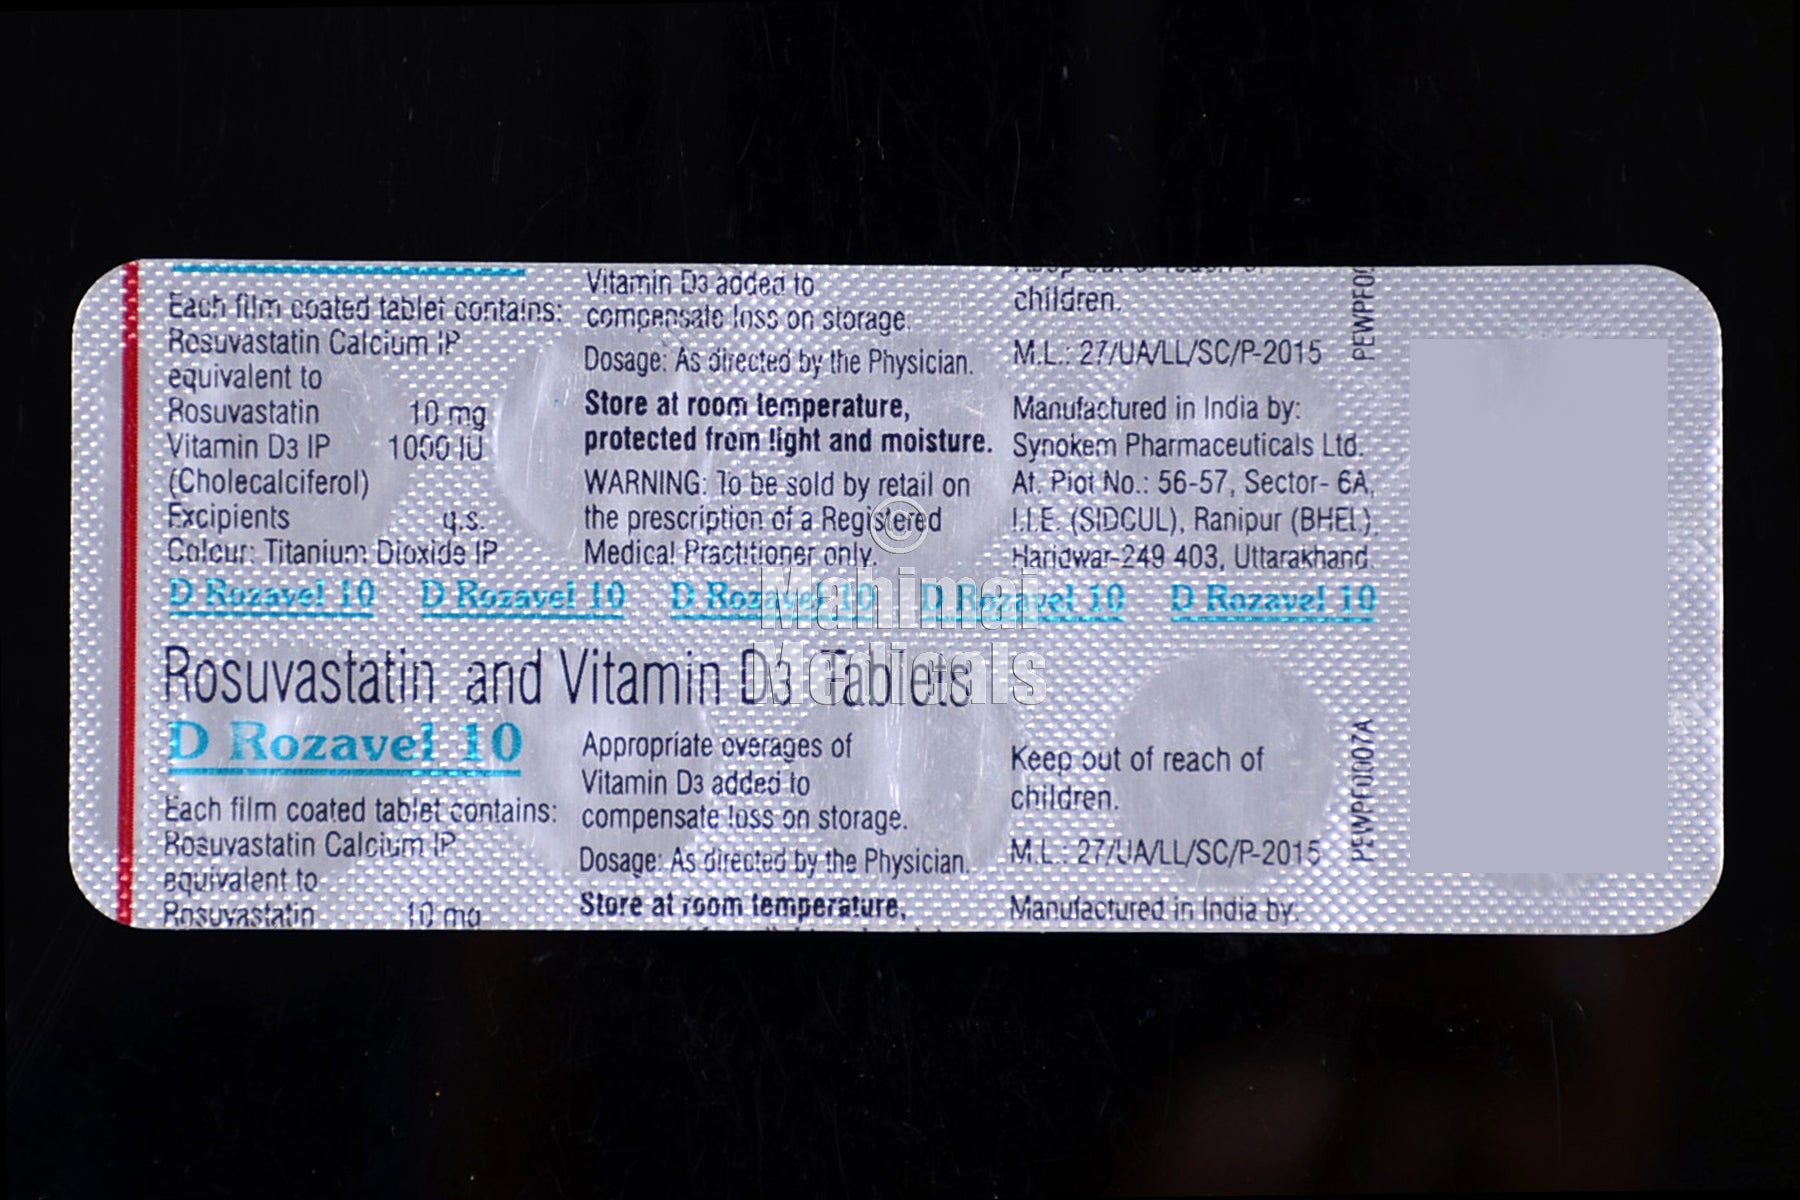 Each film coated tablet contains:
Rosuvastatin Calcium IP
equivalent to
Rosuvastatin 10 mg
Vitamin D3 IP 1000 IU
(Cholecalciferol)
Excipients q.s.
Colour: Titanium Dioxide IP
Vitamin D3 added to
compensate loss on storage.
Dosage: As directed by the Physician.
Store at room temperature,
protected from light and moisture.
WARNING: To be sold by retail on
the prescription of a Registered
Medical Practitioner only.
children.
M.L.: 27/UA/LL/SC/P-2015
Manufactured in India by:
Synokem Pharmaceuticals Ltd.
At. Plot No.: 56-57, Sector- 6A,
I.I.E. (SIDCUL), Ranipur (BHEL),
Haridwar-249 403, Uttarakhand.
D Rozavel 10 D Rozavel 10 D Rozavel 10 D Rozavel 10 D Rozavel 10
Rosuvastatin and Vitamin D3 Tablets
D Rozavel 10
Each film coated tablet contains:
Rosuvastatin Calcium IP
equivalent to
Rosuvastatin 10 mg
Appropriate overages of
Vitamin D3 added to
compensate loss on storage.
Dosage: As directed by the Physician.
Store at room temperature,
Keep out of reach of
children.
M.L.: 27/UA/LL/SC/P-2015
Manufactured in India by:
PEWPF0007A
©
Mahimai
Medicals